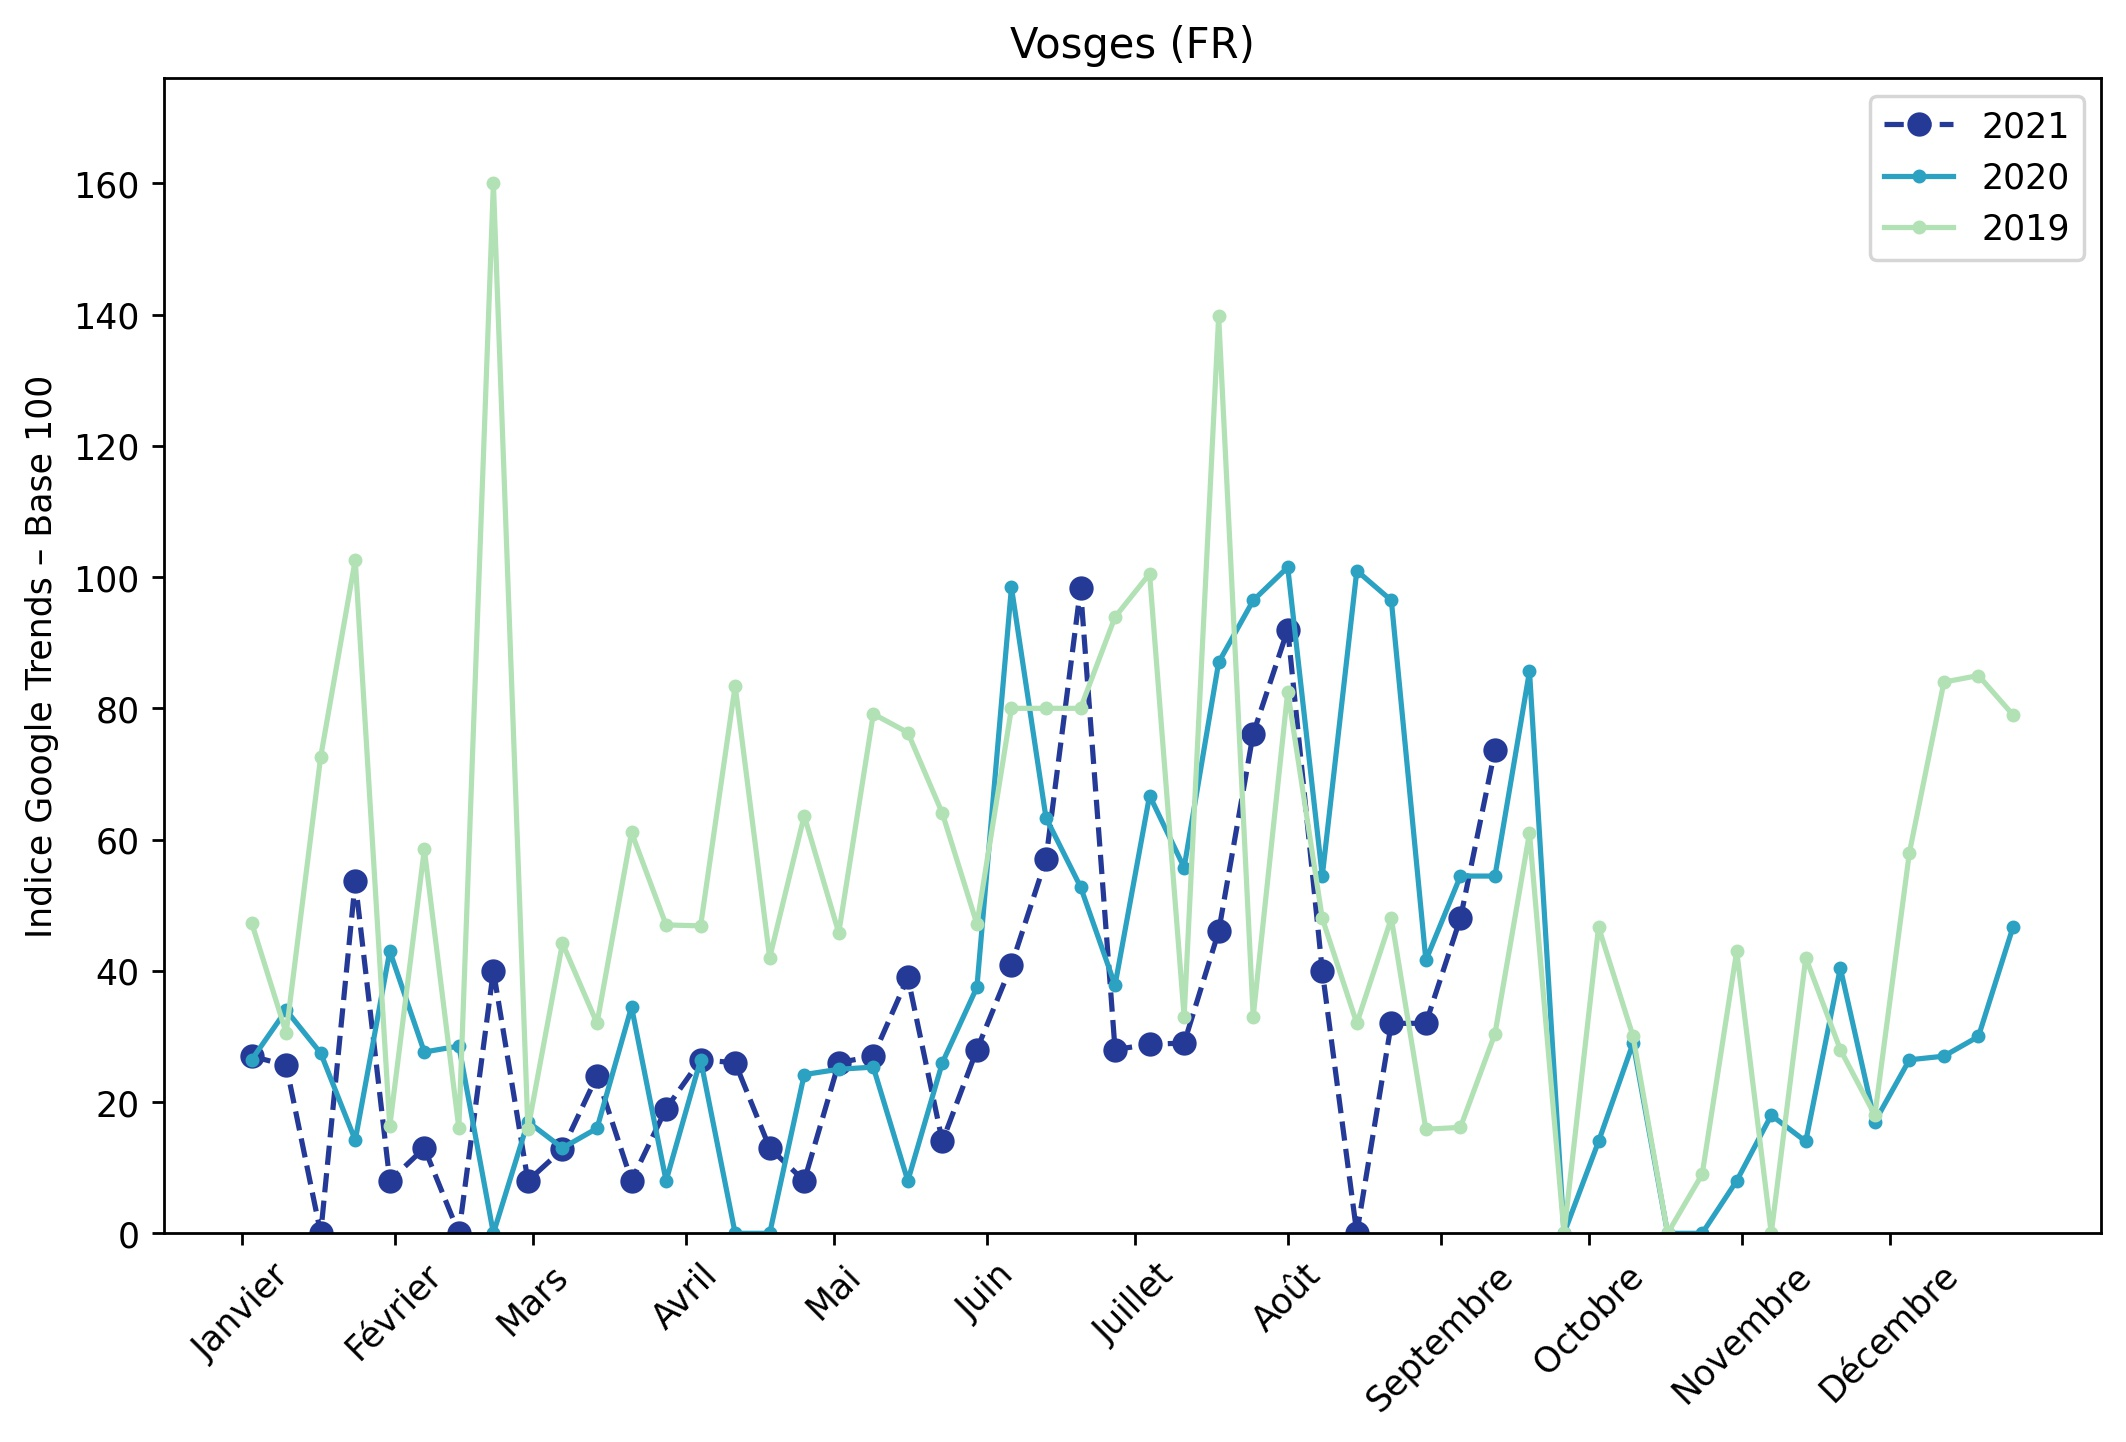 Vosges (FR)
2021
2020
2019
Indice Google Trends – Base 100
160
140
120
100
80
60
40
20
0
Janvier
Février
Mars
Avril
Mai
Juin
Juillet
Août
Septembre
Octobre
Novembre
Décembre